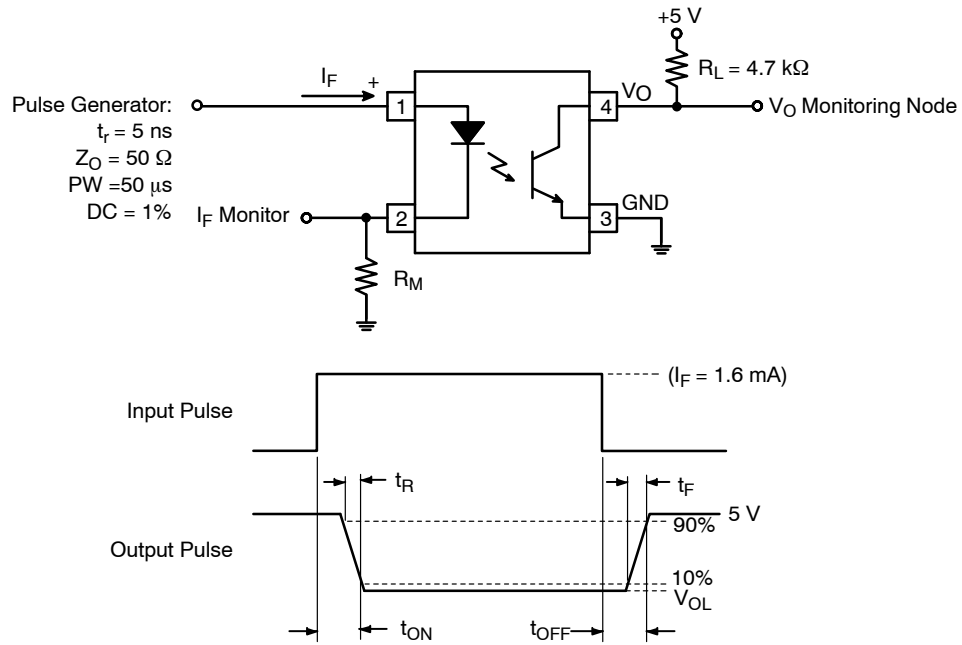 +5 V
R_L = 4.7 kΩ
I_F +
1
4
V_O
V_O Monitoring Node
Pulse Generator:
t_r = 5 ns
Z_O = 50 Ω
PW =50 μs
DC = 1%
I_F Monitor
2
3
GND
R_M
(I_F = 1.6 mA)
Input Pulse
t_R
t_F
5 V
90%
Output Pulse
10%
V_OL
t_ON
t_OFF